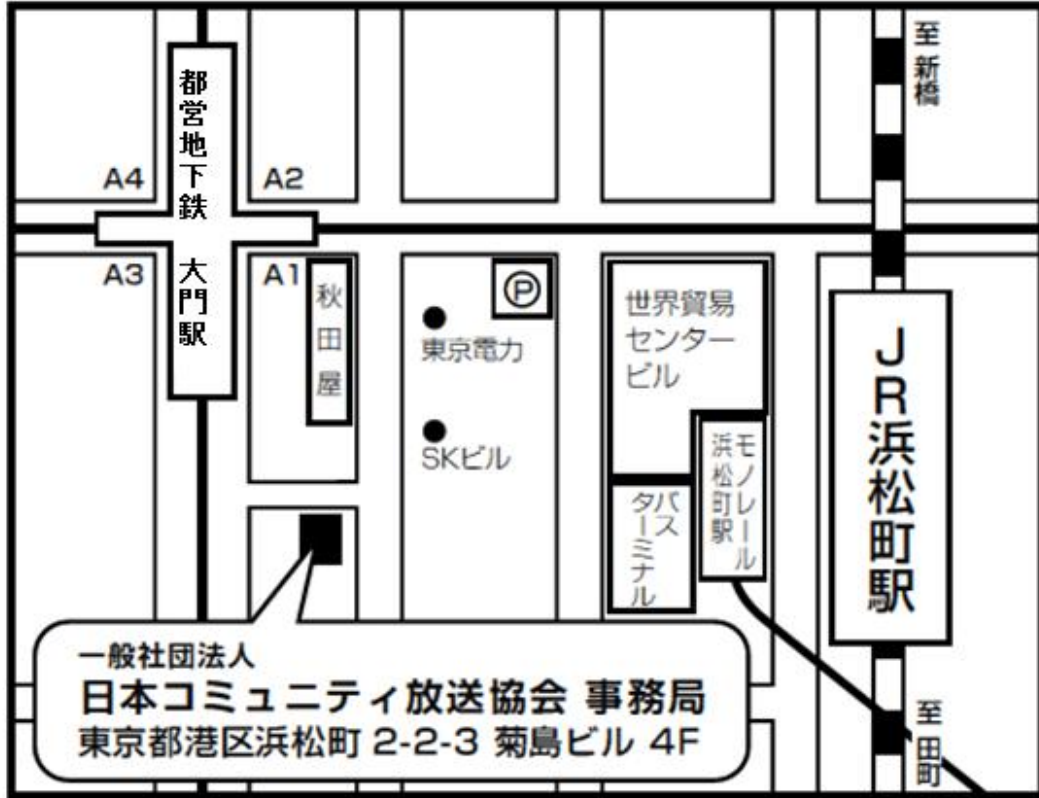 至 新橋
都営地下鉄 大門駅
A4
A2
A3
A1
秋田屋
P
東京電力
SKビル
世界貿易
センター
ビル
モノレール
浜松町駅
バス
ターミナル
JR浜松町駅
至 田町
一般社団法人
日本コミュニティ放送協会 事務局
東京都港区浜松町 2-2-3 菊島ビル 4F